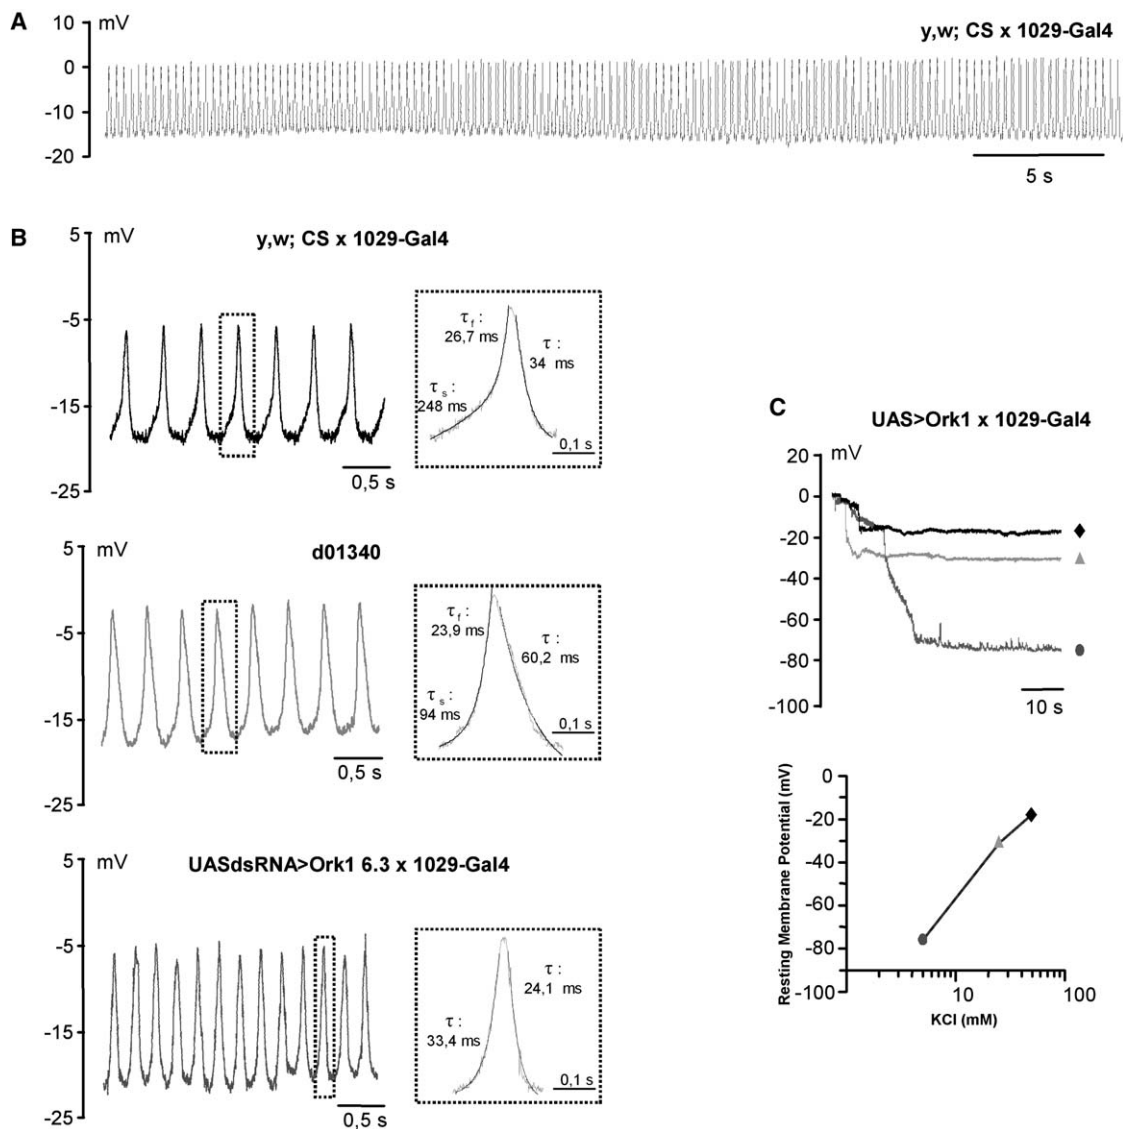 A
y,w; CS x 1029-Gal4
mV
10
0
-10
-20
5 s
B
y,w; CS x 1029-Gal4
mV
5
-5
-15
-25
0,5 s
τf :
26,7 ms
τ :
34 ms
τs :
248 ms
0,1 s
d01340
mV
5
-5
-15
-25
0,5 s
τf :
23,9 ms
τ :
60,2 ms
τs :
94 ms
0,1 s
UASdsRNA>Ork1 6.3 x 1029-Gal4
mV
5
-5
-15
-25
0,5 s
τ :
24,1 ms
τ :
33,4 ms
0,1 s
C
UAS>Ork1 x 1029-Gal4
mV
20
0
-20
-40
-60
-80
-100
10 s
Resting Membrane Potential (mV)
0
-20
-40
-60
-80
-100
10
100
KCl (mM)